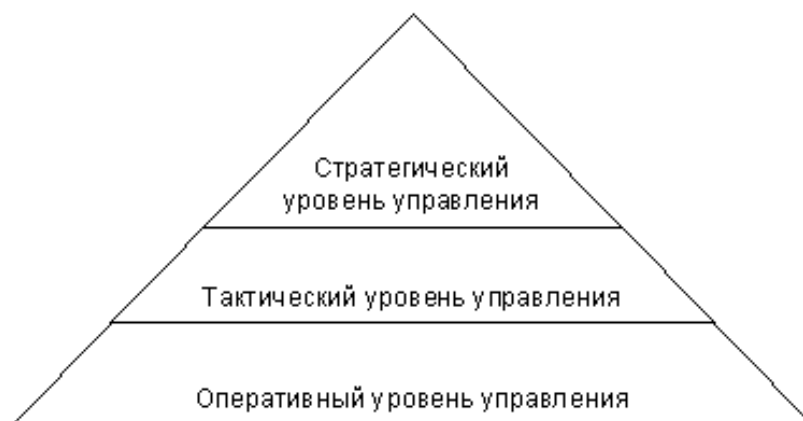 Стратегический
уровень управления
Тактический уровень управления
Оперативный уровень управления